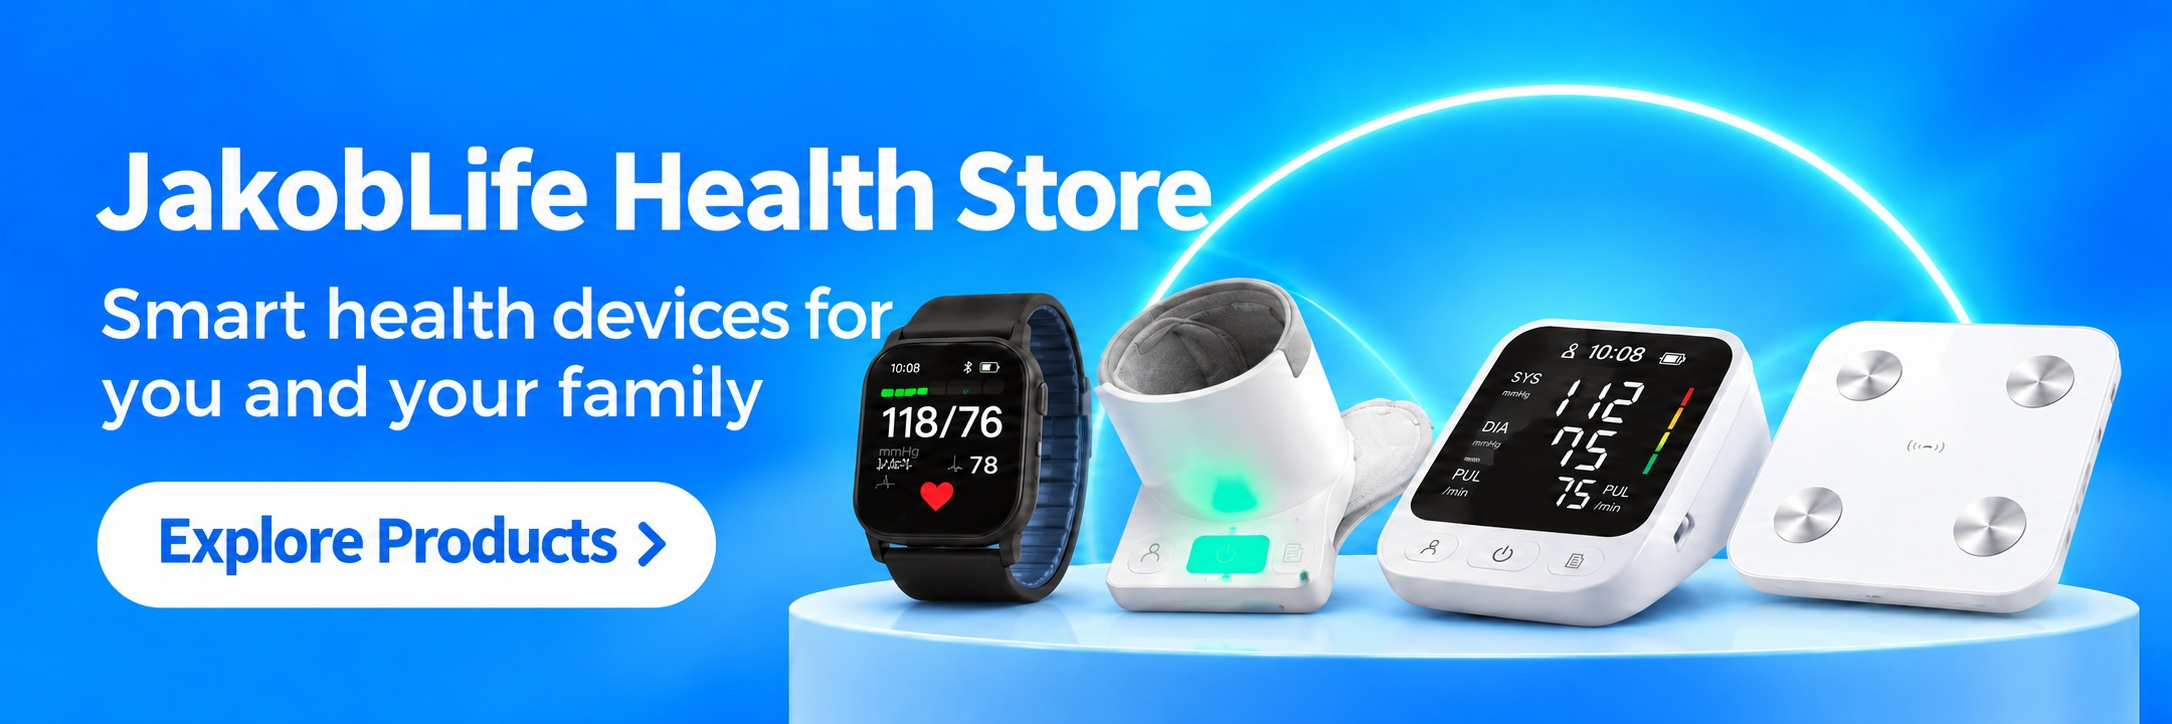 JakobLife Health Store
Smart health devices for
you and your family
Explore Products
10:08
118/76
mmHg
78
10:08
SYS
mmHg
112
DIA
mmHg
75
PUL
/min
75
PUL
/min